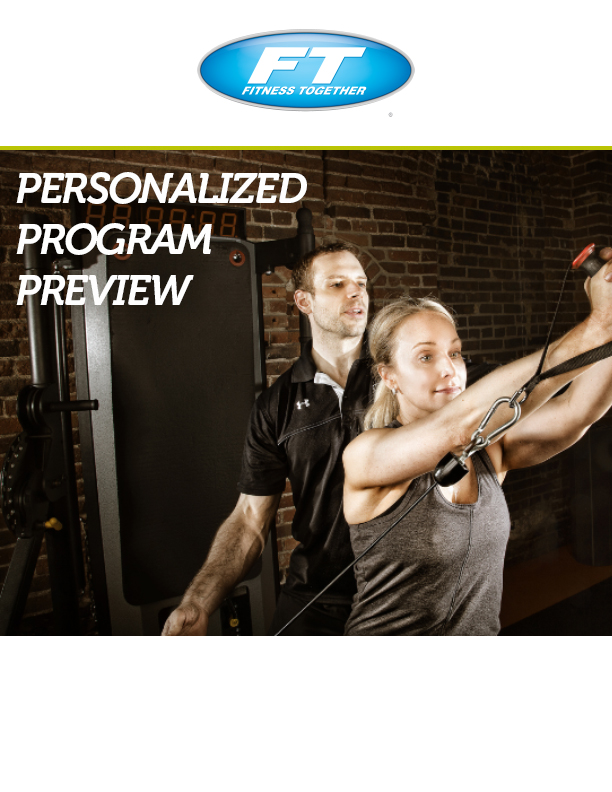 FT
FITNESS TOGETHER
®
PERSONALIZED
PROGRAM
PREVIEW